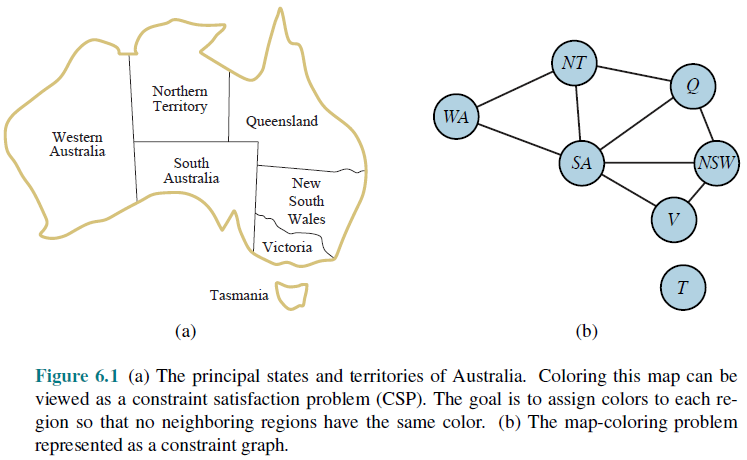 Northern
Territory
Queensland
Western
Australia
South
Australia
New
South
Wales
Victoria
Tasmania
(a)
NT
Q
WA
SA
NSW
V
T
(b)
Figure 6.1 (a) The principal states and territories of Australia. Coloring this map can be
viewed as a constraint satisfaction problem (CSP). The goal is to assign colors to each re-
gion so that no neighboring regions have the same color. (b) The map-coloring problem
represented as a constraint graph.